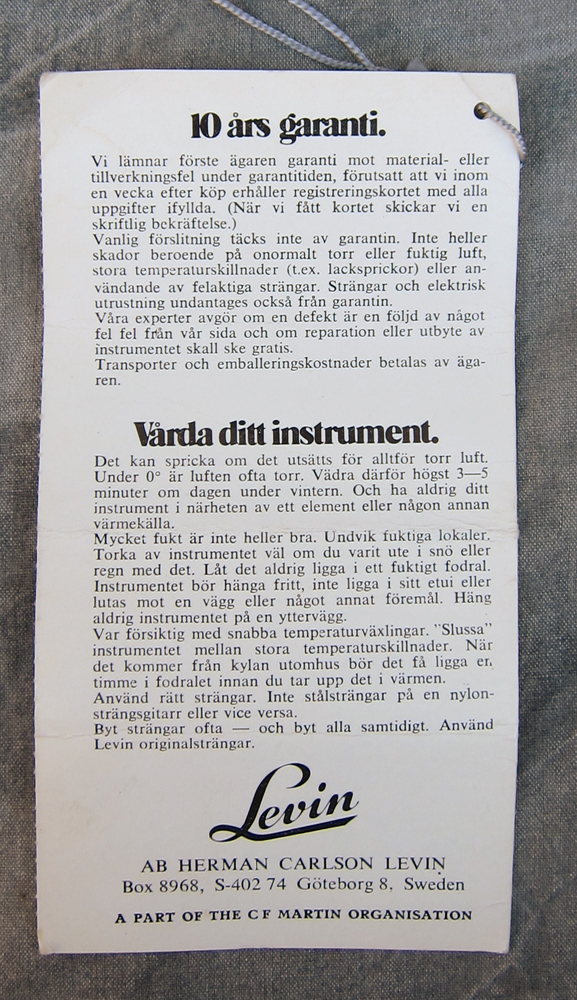 10 års garanti.
Vi lämnar förste ägaren garanti mot material- eller
tillverkningsfel under garantitiden, förutsatt att vi inom
en vecka efter köp erhåller registreringskortet med alla
uppgifter ifyllda. (När vi fått kortet skickar vi en
skriftlig bekräftelse.)
Vanlig förslitning täcks inte av garantin. Inte heller
skador beroende på onormalt torr eller fuktig luft,
stora temperaturskillnader (t.ex. lacksprickor) eller an-
vändande av felaktiga strängar. Strängar och elektrisk
utrustning undantages också från garantin.
Våra experter avgör om en defekt är en följd av något
fel fel från vår sida och om reparation eller utbyte av
instrumentet skall ske gratis.
Transporter och emballeringskostnader betalas av äga-
ren.
Vårda ditt instrument.
Det kan spricka om det utsätts för alltför torr luft.
Under 0° är luften ofta torr. Vädra därför högst 3—5
minuter om dagen under vintern. Och ha aldrig ditt
instrument i närheten av ett element eller någon annan
värmekälla.
Mycket fukt är inte heller bra. Undvik fuktiga lokaler.
Torka av instrumentet väl om du varit ute i snö eller
regn med det. Låt det aldrig ligga i ett fuktigt fodral.
Instrumentet bör hänga fritt, inte ligga i sitt etui eller
lutas mot en vägg eller något annat föremål. Häng
aldrig instrumentet på en yttervägg.
Var försiktig med snabba temperaturväxlingar. "Slussa"
instrumentet mellan stora temperaturskillnader. När
det kommer från kylan utomhus bör det få ligga en
timme i fodralet innan du tar upp det i värmen.
Använd rätt strängar. Inte stålsträngar på en nylon-
strängsgitarr eller vice versa.
Byt strängar ofta — och byt alla samtidigt. Använd
Levin originalsträngar.
Levin
AB HERMAN CARLSON LEVIN
Box 8968, S-402 74 Göteborg 8, Sweden
A PART OF THE C F MARTIN ORGANISATION